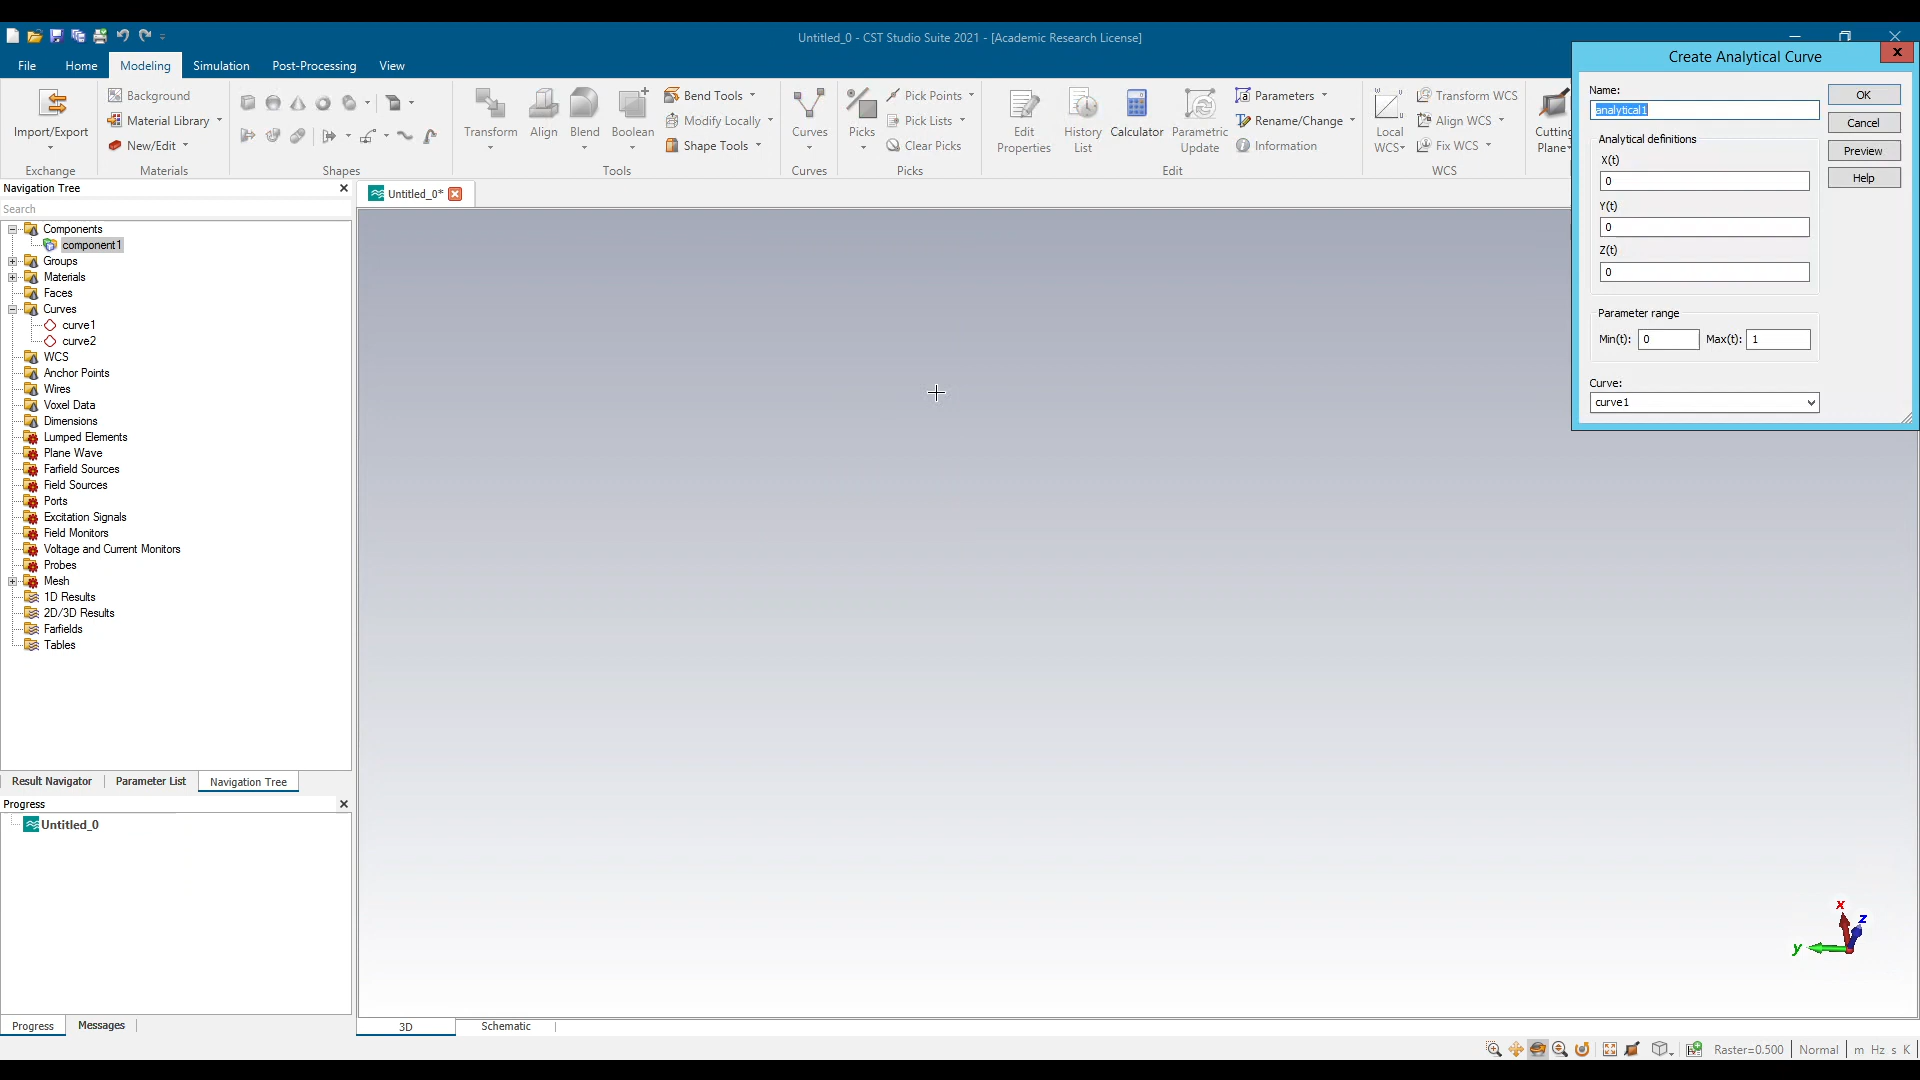 Untitled_0 - CST Studio Suite 2021 - [Academic Research License]
File Home Modeling Simulation Post-Processing View
Import/Export
Exchange
Background
Material Library
New/Edit
Materials
Shapes
Transform
Align
Blend
Boolean
Bend Tools
Modify Locally
Shape Tools
Tools
Curves
Curves
Picks
Pick Points
Pick Lists
Clear Picks
Picks
Edit
Properties
History
List
Calculator
Parametric
Update
Parameters
Rename/Change
Information
Edit
Local
WCS
Transform WCS
Align WCS
Fix WCS
WCS
Cutting
Plane
Create Analytical Curve
Name:
analytical1
Analytical definitions
X(t)
0
Y(t)
0
Z(t)
0
Parameter range
Min(t): 0 Max(t): 1
Curve:
curve1
OK
Cancel
Preview
Help
Navigation Tree
Search
Components
component1
Groups
Materials
Faces
Curves
curve1
curve2
WCS
Anchor Points
Wires
Voxel Data
Dimensions
Lumped Elements
Plane Wave
Farfield Sources
Field Sources
Ports
Excitation Signals
Field Monitors
Voltage and Current Monitors
Probes
Mesh
1D Results
2D/3D Results
Farfields
Tables
Result Navigator Parameter List Navigation Tree
Progress
Untitled_0
Progress Messages
Untitled_0*
x
z
y
3D Schematic
Raster=0.500 Normal m Hz s K